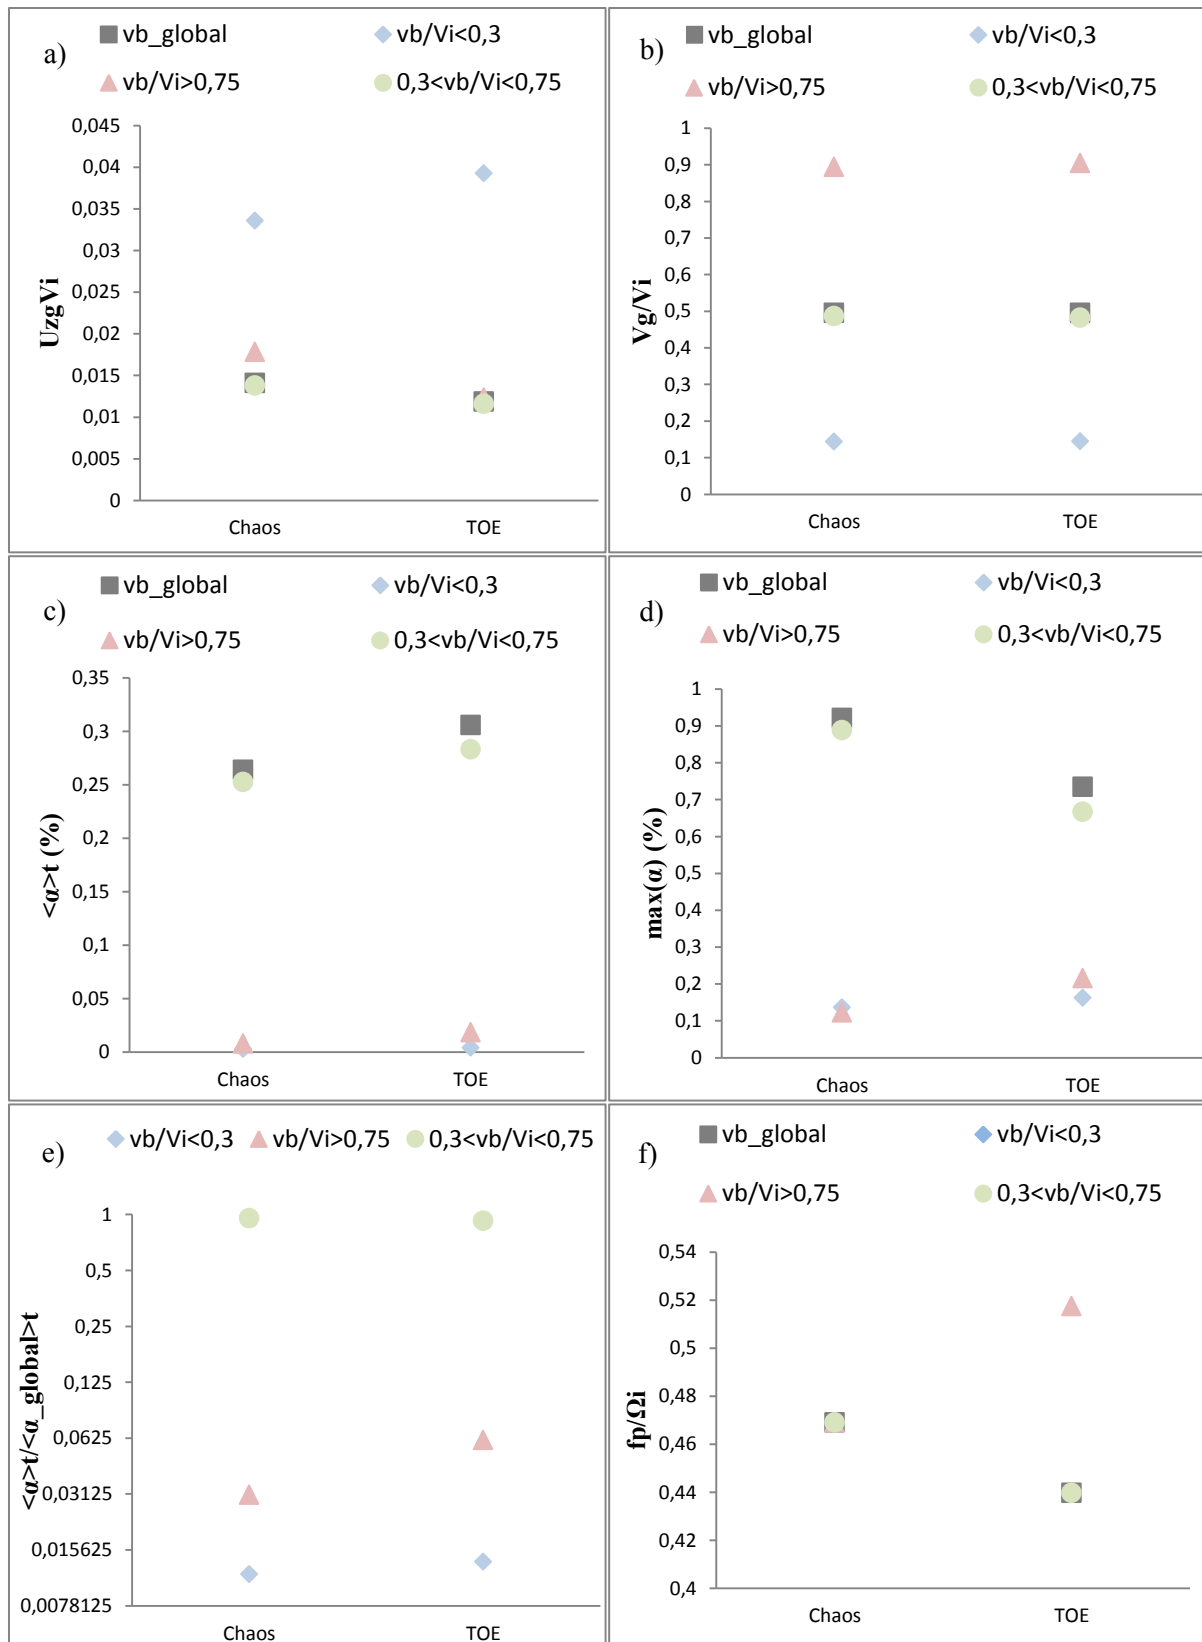 a)
vb_global vb/Vi<0,3
vb/Vi>0,75 0,3<vb/Vi<0,75
0,045
0,04
0,035
0,03
0,025
0,02
0,015
0,01
0,005
0
UzgVi
Chaos TOE
b)
vb_global vb/Vi<0,3
vb/Vi>0,75 0,3<vb/Vi<0,75
1
0,9
0,8
0,7
0,6
0,5
0,4
0,3
0,2
0,1
0
Vg/Vi
Chaos TOE
c)
vb_global vb/Vi<0,3
vb/Vi>0,75 0,3<vb/Vi<0,75
0,35
0,3
0,25
0,2
0,15
0,1
0,05
0
<α>t (%)
Chaos TOE
d)
vb_global vb/Vi<0,3
vb/Vi>0,75 0,3<vb/Vi<0,75
1
0,9
0,8
0,7
0,6
0,5
0,4
0,3
0,2
0,1
0
max(α) (%)
Chaos TOE
e)
vb/Vi<0,3 vb/Vi>0,75 0,3<vb/Vi<0,75
1
0,5
0,25
0,125
0,0625
0,03125
0,015625
0,0078125
<α>t/<α_global>t
Chaos TOE
f)
vb_global vb/Vi<0,3
vb/Vi>0,75 0,3<vb/Vi<0,75
0,54
0,52
0,5
0,48
0,46
0,44
0,42
0,4
fp/Ωi
Chaos TOE